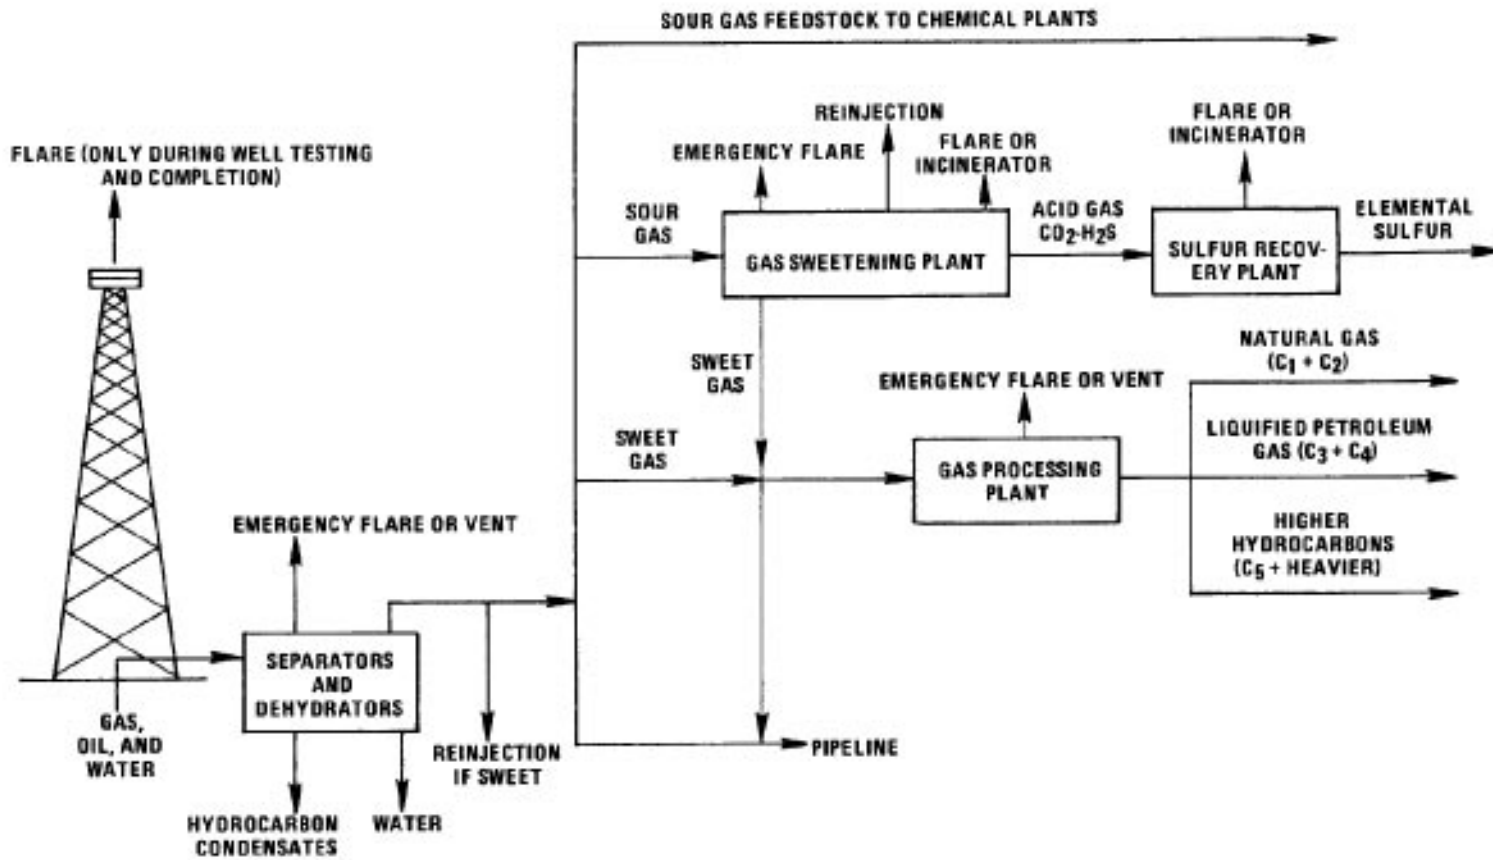 SOUR GAS FEEDSTOCK TO CHEMICAL PLANTS
FLARE (ONLY DURING WELL TESTING
AND COMPLETION)
REINJECTION
EMERGENCY FLARE
FLARE OR
INCINERATOR
FLARE OR
INCINERATOR
SOUR
GAS
GAS SWEETENING PLANT
ACID GAS
CO₂-H₂S
SULFUR RECOV-
ERY PLANT
ELEMENTAL
SULFUR
SWEET
GAS
NATURAL GAS
(C₁ + C₂)
EMERGENCY FLARE OR VENT
SWEET
GAS
GAS PROCESSING
PLANT
LIQUIFIED PETROLEUM
GAS (C₃ + C₄)
HIGHER
HYDROCARBONS
(C₅ + HEAVIER)
EMERGENCY FLARE OR VENT
SEPARATORS
AND
DEHYDRATORS
GAS,
OIL, AND
WATER
REINJECTION
IF SWEET
PIPELINE
HYDROCARBON
CONDENSATES
WATER